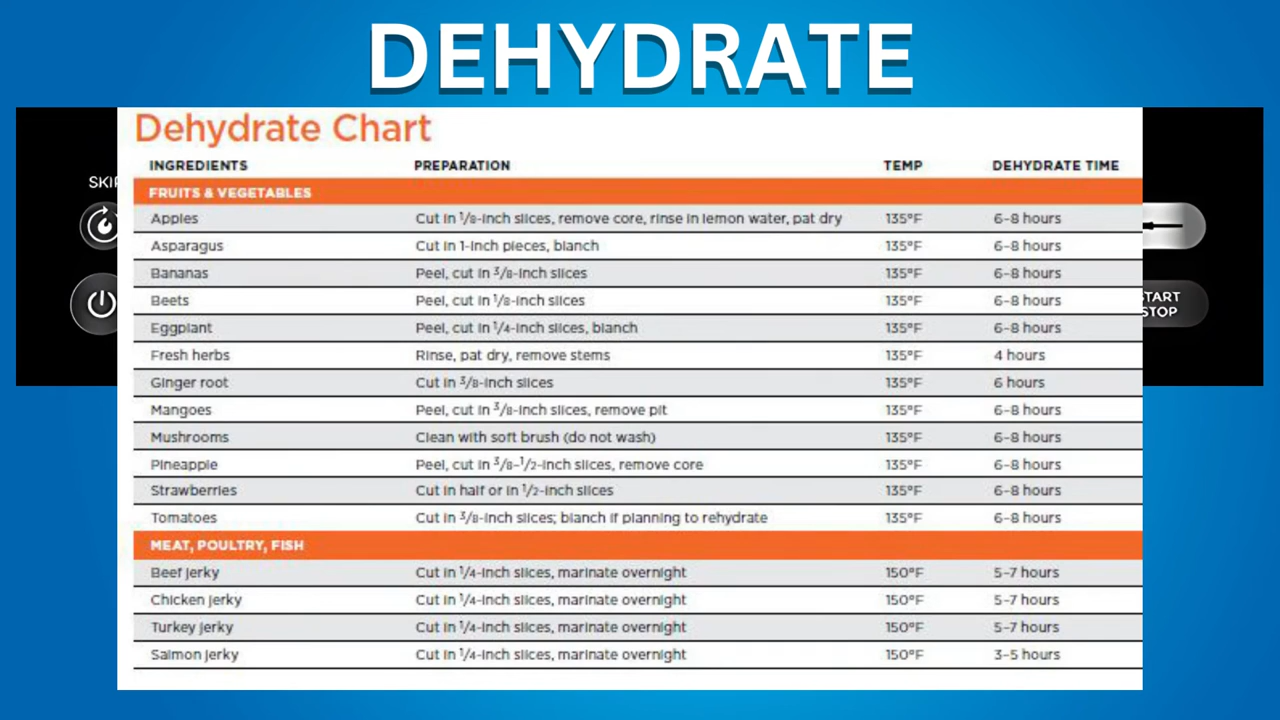 DEHYDRATE
Dehydrate Chart
INGREDIENTS PREPARATION TEMP DEHYDRATE TIME
FRUITS & VEGETABLES
Apples Cut in 1/8-inch slices, remove core, rinse in lemon water, pat dry 135°F 6-8 hours
Asparagus Cut in 1-inch pieces, blanch 135°F 6-8 hours
Bananas Peel, cut in 3/8-inch slices 135°F 6-8 hours
Beets Peel, cut in 1/8-inch slices 135°F 6-8 hours
Eggplant Peel, cut in 1/4-inch slices, blanch 135°F 6-8 hours
Fresh herbs Rinse, pat dry, remove stems 135°F 4 hours
Ginger root Cut in 3/8-inch slices 135°F 6 hours
Mangoes Peel, cut in 3/8-inch slices, remove pit 135°F 6-8 hours
Mushrooms Clean with soft brush (do not wash) 135°F 6-8 hours
Pineapple Peel, cut in 3/8-1/2-inch slices, remove core 135°F 6-8 hours
Strawberries Cut in half or in 1/2-inch slices 135°F 6-8 hours
Tomatoes Cut in 3/8-inch slices; blanch if planning to rehydrate 135°F 6-8 hours
MEAT, POULTRY, FISH
Beef jerky Cut in 1/4-inch slices, marinate overnight 150°F 5-7 hours
Chicken jerky Cut in 1/4-inch slices, marinate overnight 150°F 5-7 hours
Turkey jerky Cut in 1/4-inch slices, marinate overnight 150°F 5-7 hours
Salmon jerky Cut in 1/4-inch slices, marinate overnight 150°F 3-5 hours
SKIP
TART
STOP